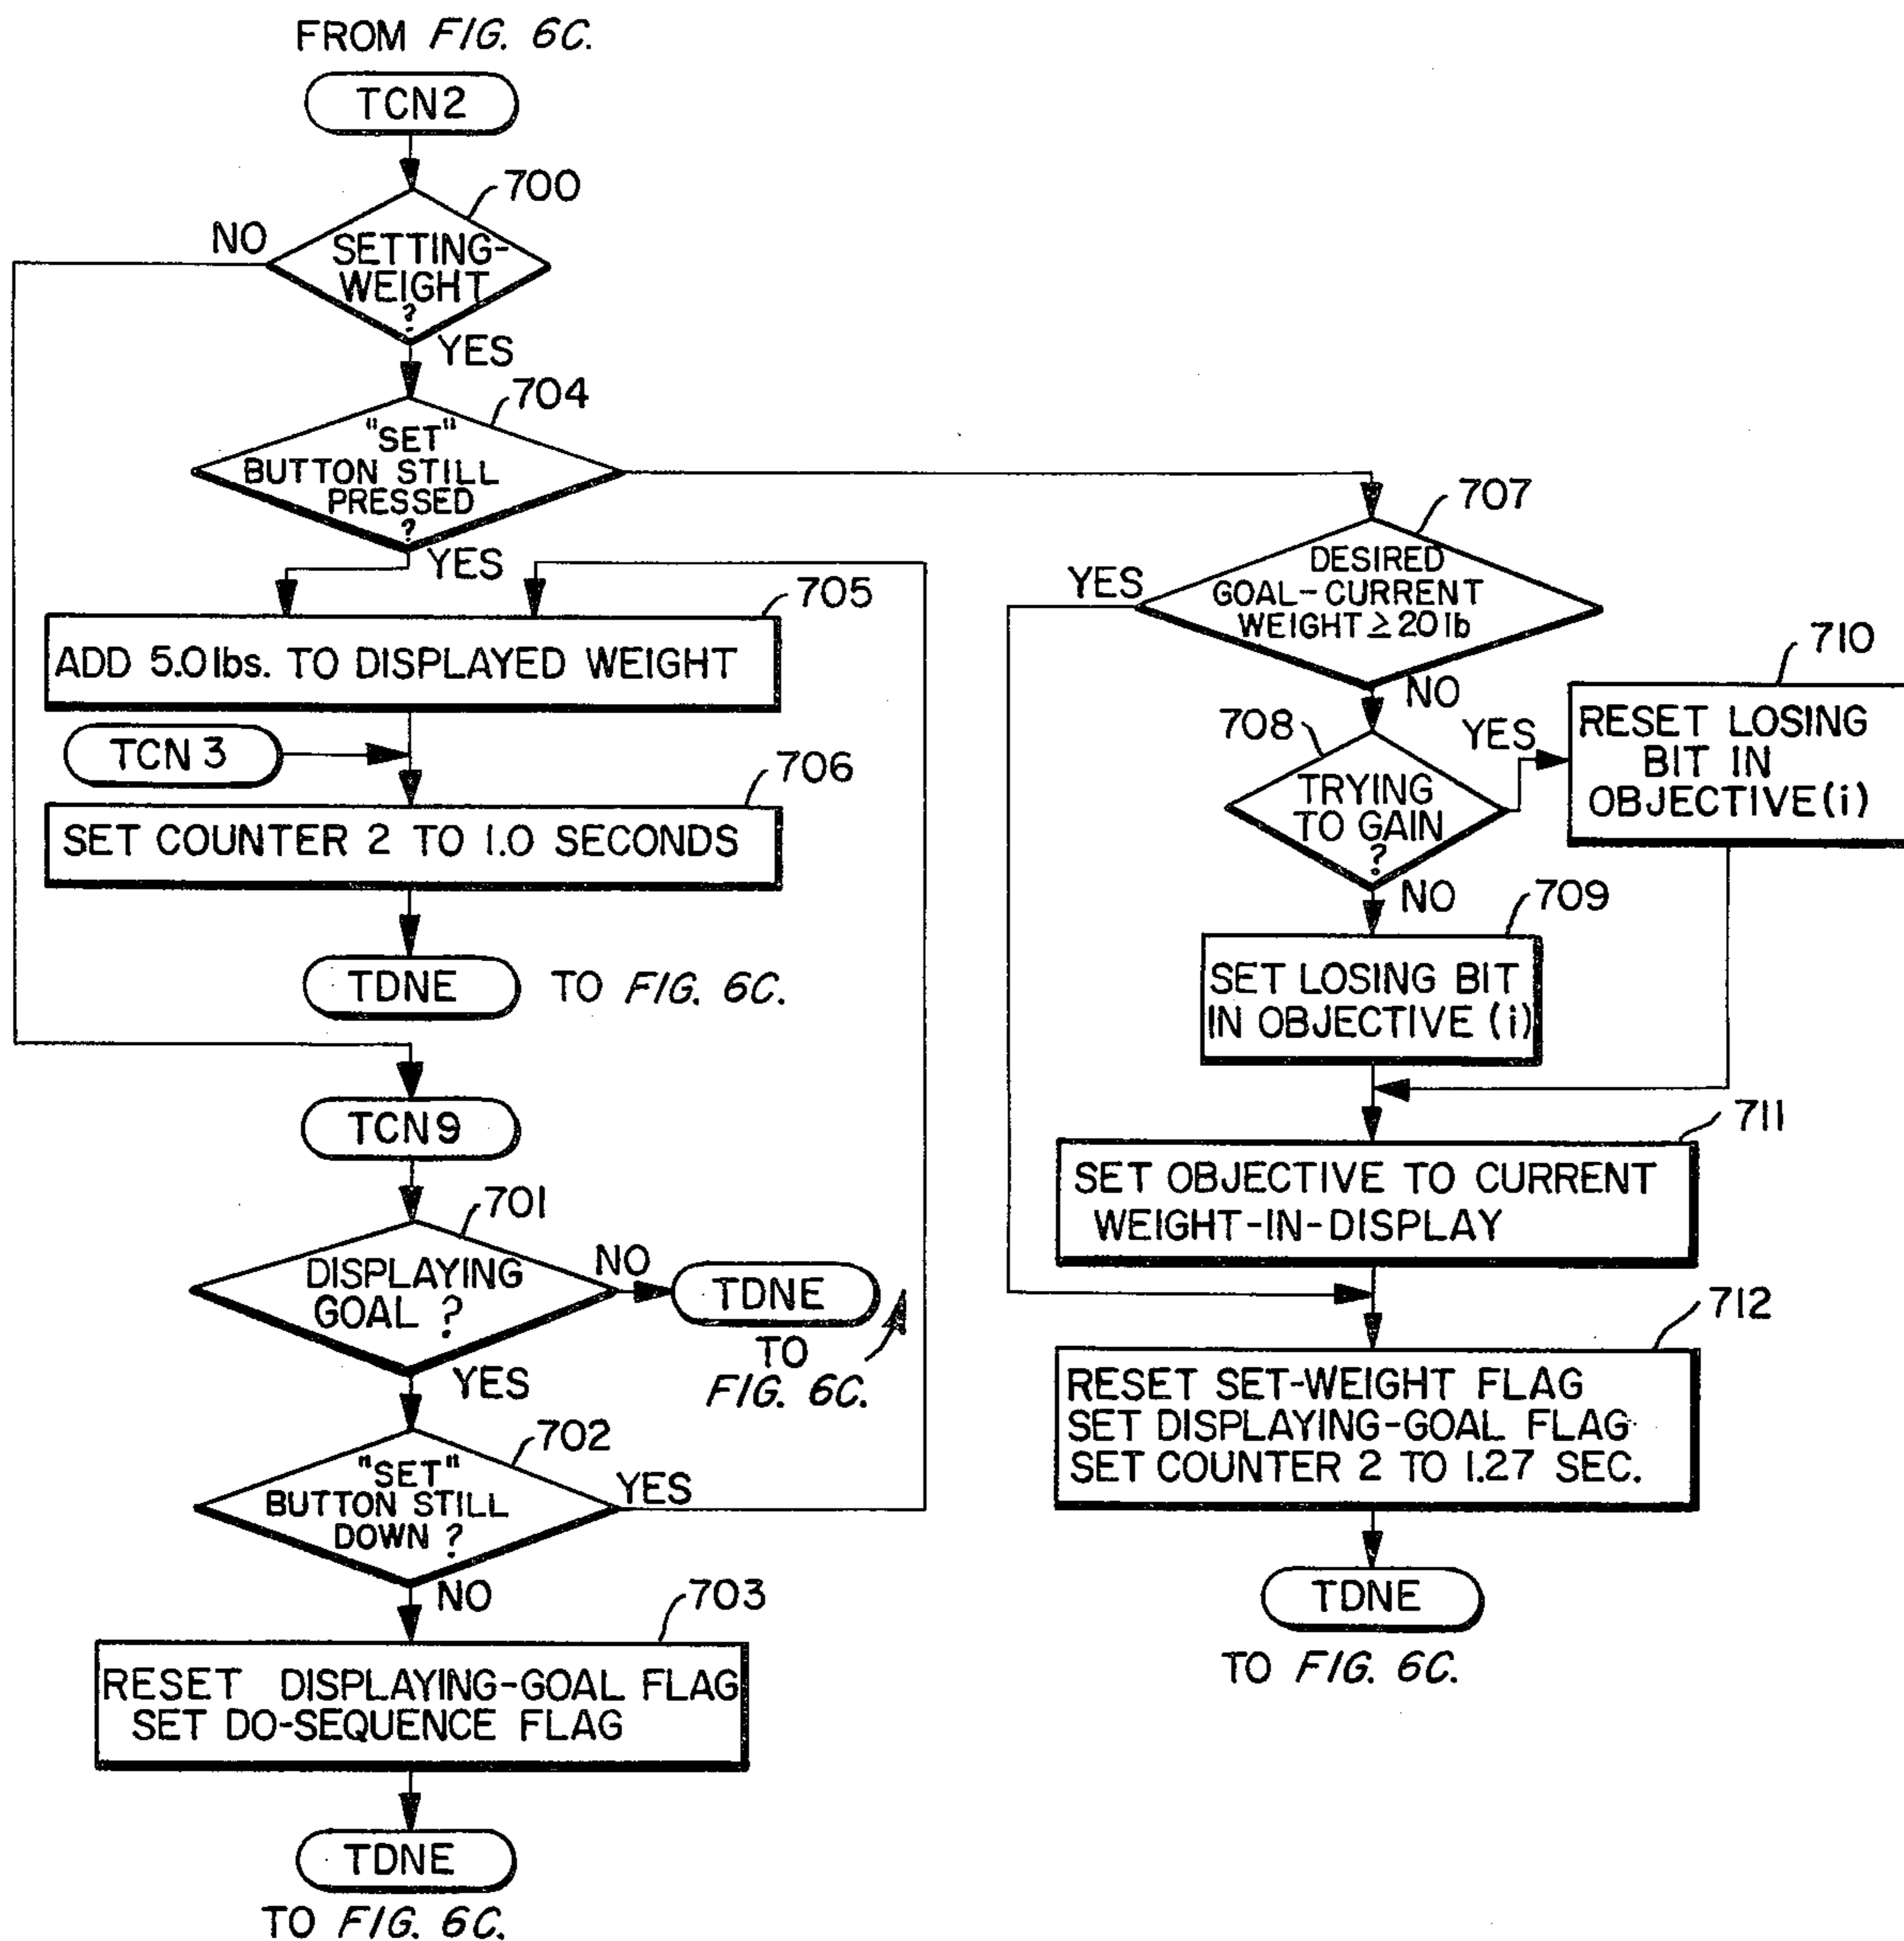 FROM FIG. 6C.
TCN2
700
NO
SETTING-
WEIGHT
?
YES
704
"SET"
BUTTON STILL
PRESSED
?
YES
705
ADD 5.0 lbs. TO DISPLAYED WEIGHT
TCN 3
706
SET COUNTER 2 TO 1.0 SECONDS
TDNE
TO FIG. 6C.
TCN9
701
DISPLAYING
GOAL ?
NO
TDNE
TO
FIG. 6C.
YES
702
"SET"
BUTTON STILL
DOWN ?
YES
NO
703
RESET DISPLAYING-GOAL FLAG
SET DO-SEQUENCE FLAG
TDNE
TO FIG. 6C.
707
DESIRED
GOAL-CURRENT
WEIGHT ≥ 20 lb
YES
NO
708
TRYING
TO GAIN
?
YES
710
RESET LOSING
BIT IN
OBJECTIVE (i)
NO
709
SET LOSING BIT
IN OBJECTIVE (i)
711
SET OBJECTIVE TO CURRENT
WEIGHT-IN-DISPLAY
712
RESET SET-WEIGHT FLAG
SET DISPLAYING-GOAL FLAG
SET COUNTER 2 TO 1.27 SEC.
TDNE
TO FIG. 6C.